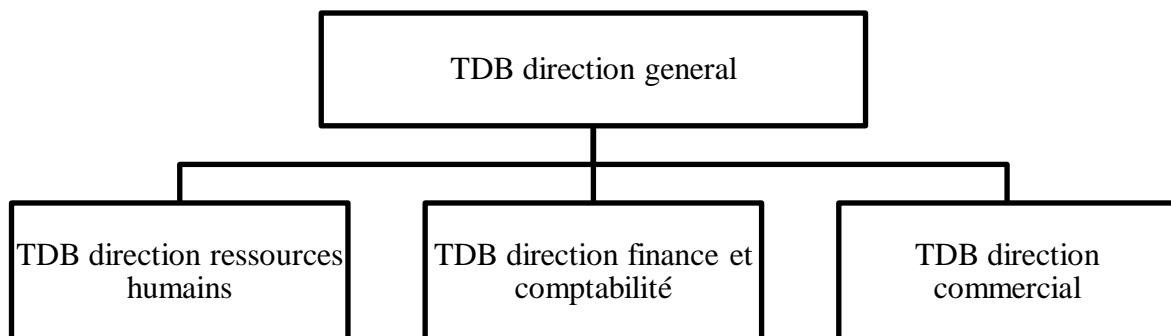 TDB direction general
TDB direction ressources
humains
TDB direction finance et
comptabilité
TDB direction
commercial